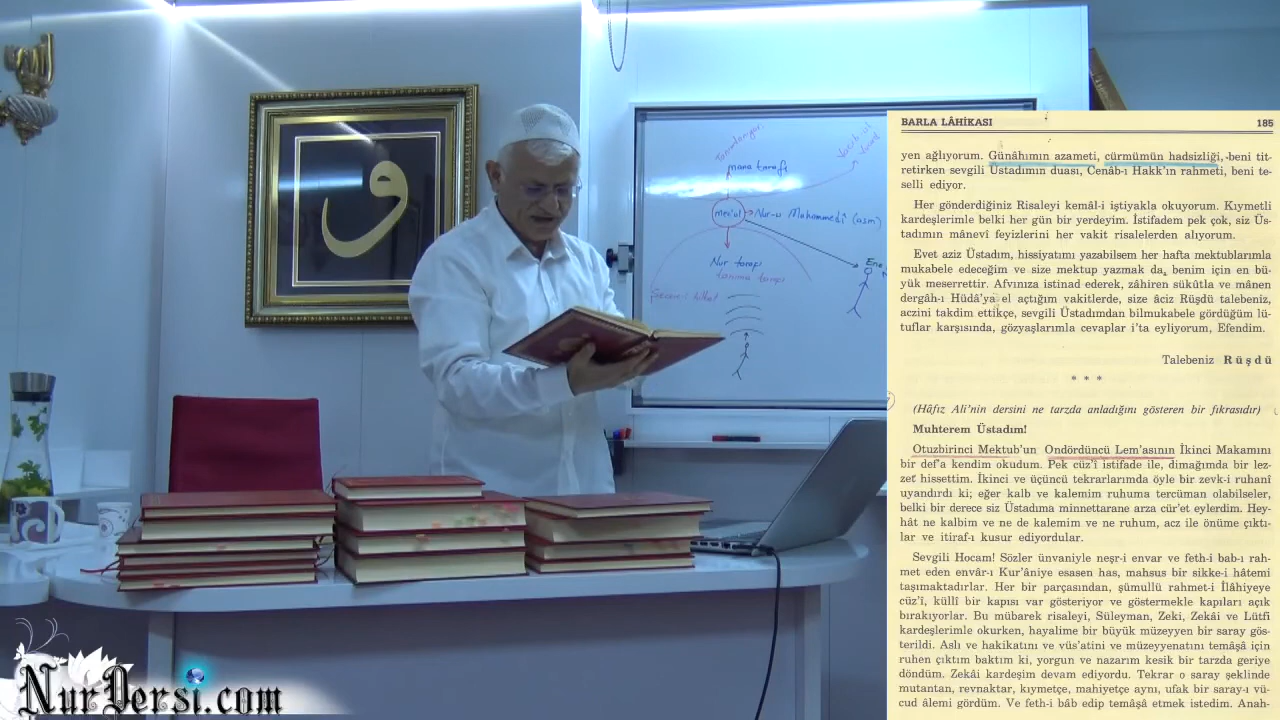 و
Tanınlanıyor.
mana tarafı
vacib-ul
vücud
mec'ul
Nur-u Muhammedî (asm)
Nur tarafı
tanıma tarafı
Ene
Şecere-i hilkat
BARLA LÂHİKASI 185
yen ağlıyorum. Günâhımın azameti, cürmümün hadsizliği, beni tit-
retirken sevgili Üstadımın duası, Cenâb-ı Hakk'ın rahmeti, beni te-
selli ediyor.
Her gönderdiğiniz Risaleyi kemâl-i iştiyakla okuyorum. Kıymetli
kardeşlerimle belki her gün bir yerdeyim. İstifadem pek çok, siz Üs-
tadımın mânevî feyizlerini her vakit risalelerden alıyorum.
Evet aziz Üstadım, hissiyatımı yazabilsem her hafta mektublarımla
mukabele edeceğim ve size mektup yazmak da, benim için en bü-
yük meserrettir. Afvınıza istinad ederek, zâhiren sükûtla ve mânen
dergâh-ı Hüdâ'ya el açtığım vakitlerde, size âciz Rüşdü talebeniz,
aczini takdim ettikçe, sevgili Üstadımdan bilmukabele gördüğüm lü-
tuflar karşısında, gözyaşlarımla cevaplar i'ta eyliyorum, Efendim.
Talebeniz Rüşdü
* * *
(Hâfız Ali'nin dersini ne tarzda anladığını gösteren bir fıkrasıdır)
Muhterem Üstadım!
Otuzbirinci Mektub'un Ondördüncü Lem'asının İkinci Makamını
bir def'a kendim okudum. Pek cüz'î istifade ile, dimağımda bir lez-
zet hissettim. İkinci ve üçüncü tekrarlarımda öyle bir zevk-i ruhanî
uyandırdı ki; eğer kalb ve kalemim ruhuma tercüman olabilseler,
belki bir derece siz Üstadıma minnettarane arza cür'et eylerdim. Hey-
hât ne kalbim ve ne de kalemim ve ne ruhum, acz ile önüme çıktı-
lar ve itiraf-ı kusur ediyordular.
Sevgili Hocam! Sözler ünvaniyle neşr-i envar ve feth-i bab-ı rah-
met eden envâr-ı Kur'âniye esasen has, mahsus bir sikke-i hâtemi
taşımaktadırlar. Her bir parçasından, şümullü rahmet-i İlâhiyeye
cüz'î, küllî bir kapısı var gösteriyor ve göstermekle kapıları açık
bırakıyorlar. Bu mübarek risaleyi, Süleyman, Zeki, Zekâi ve Lütfi
kardeşlerimle okurken, hayalime bir büyük müzeyyen bir saray gös-
terildi. Aslı ve hakikatını ve vüs'atini ve müzeyyenatını temâşâ için
ruhen çıktım baktım ki, yorgun ve nazarım kesik bir tarzda geriye
döndüm. Zekâi kardeşim devam ediyordu. Tekrar o saray şeklinde
mutantan, revnaktar, kıymetçe, mahiyetçe aynı, ufak bir saray-ı vü-
cud âlemi gördüm. Ve feth-i bâb edip temâşâ etmek istedim. Anah-
NurDersi.com